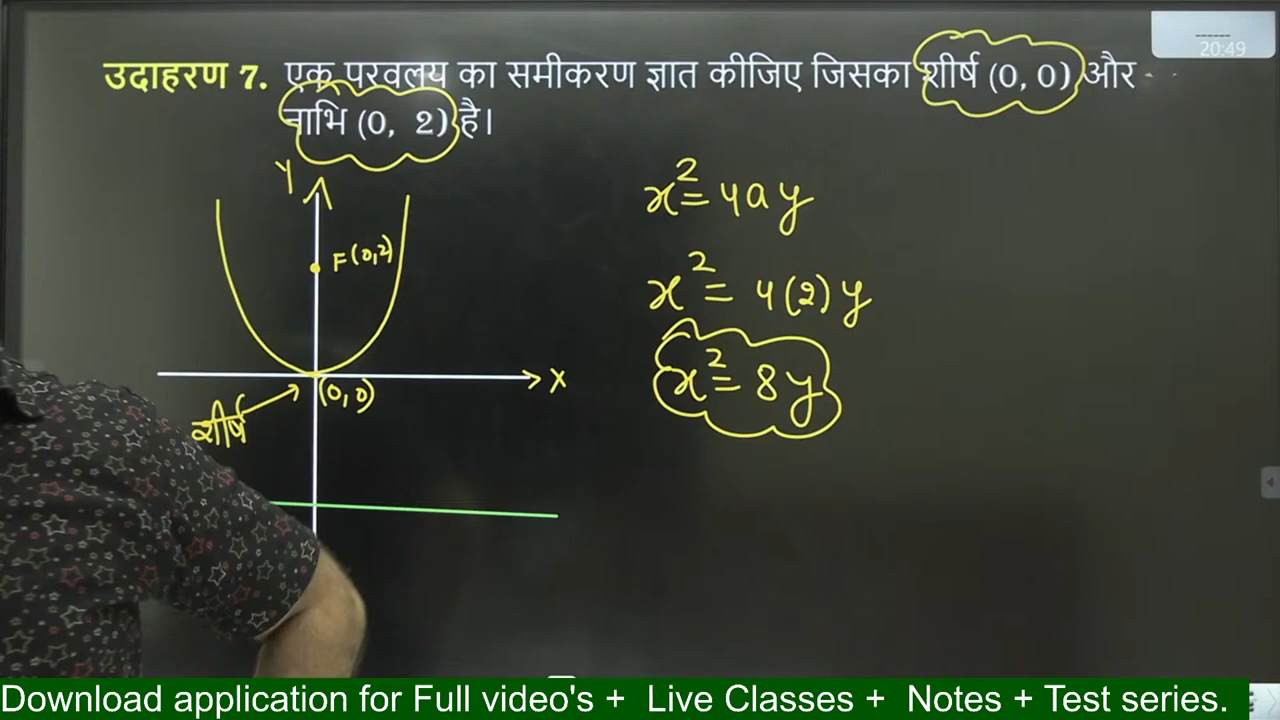 20:49
उदाहरण 7. एक परवलय का समीकरण ज्ञात कीजिए जिसका शीर्ष (0, 0) और
नाभि (0, 2) है।
Y
x² = 4ay
F(0,2)
x² = 4(2)y
x² = 8y
X
(0,0)
शीर्ष
Download application for Full video's + Live Classes + Notes + Test series.